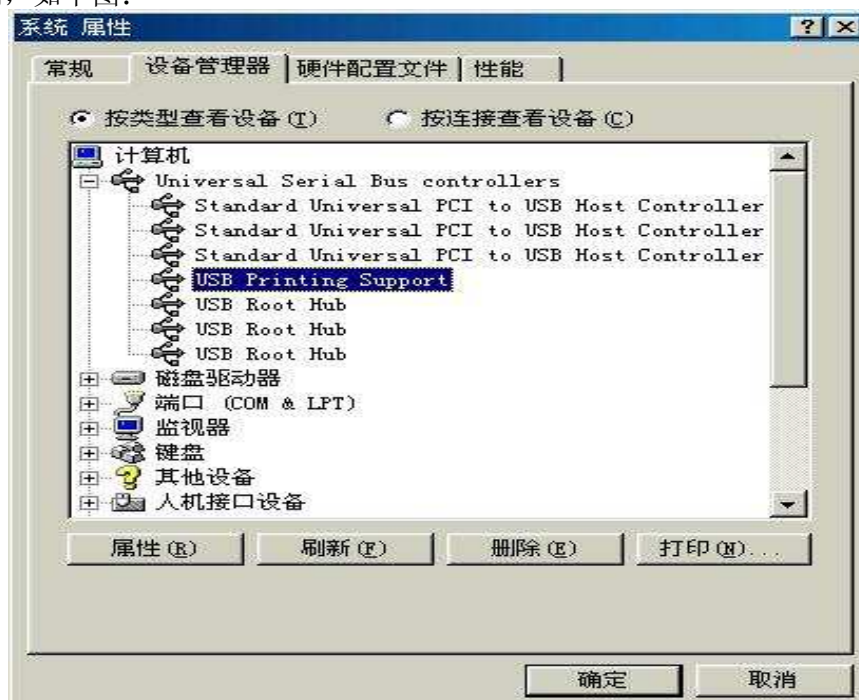 如下图：
系统 属性
常规 设备管理器 硬件配置文件 性能
按类型查看设备(T) 按连接查看设备(C)
计算机
Universal Serial Bus controllers
Standard Universal PCI to USB Host Controller
Standard Universal PCI to USB Host Controller
Standard Universal PCI to USB Host Controller
USB Printing Support
USB Root Hub
USB Root Hub
USB Root Hub
磁盘驱动器
端口 (COM & LPT)
监视器
键盘
其他设备
人机接口设备
属性(R) 刷新(F) 删除(E) 打印(N)...
确定 取消